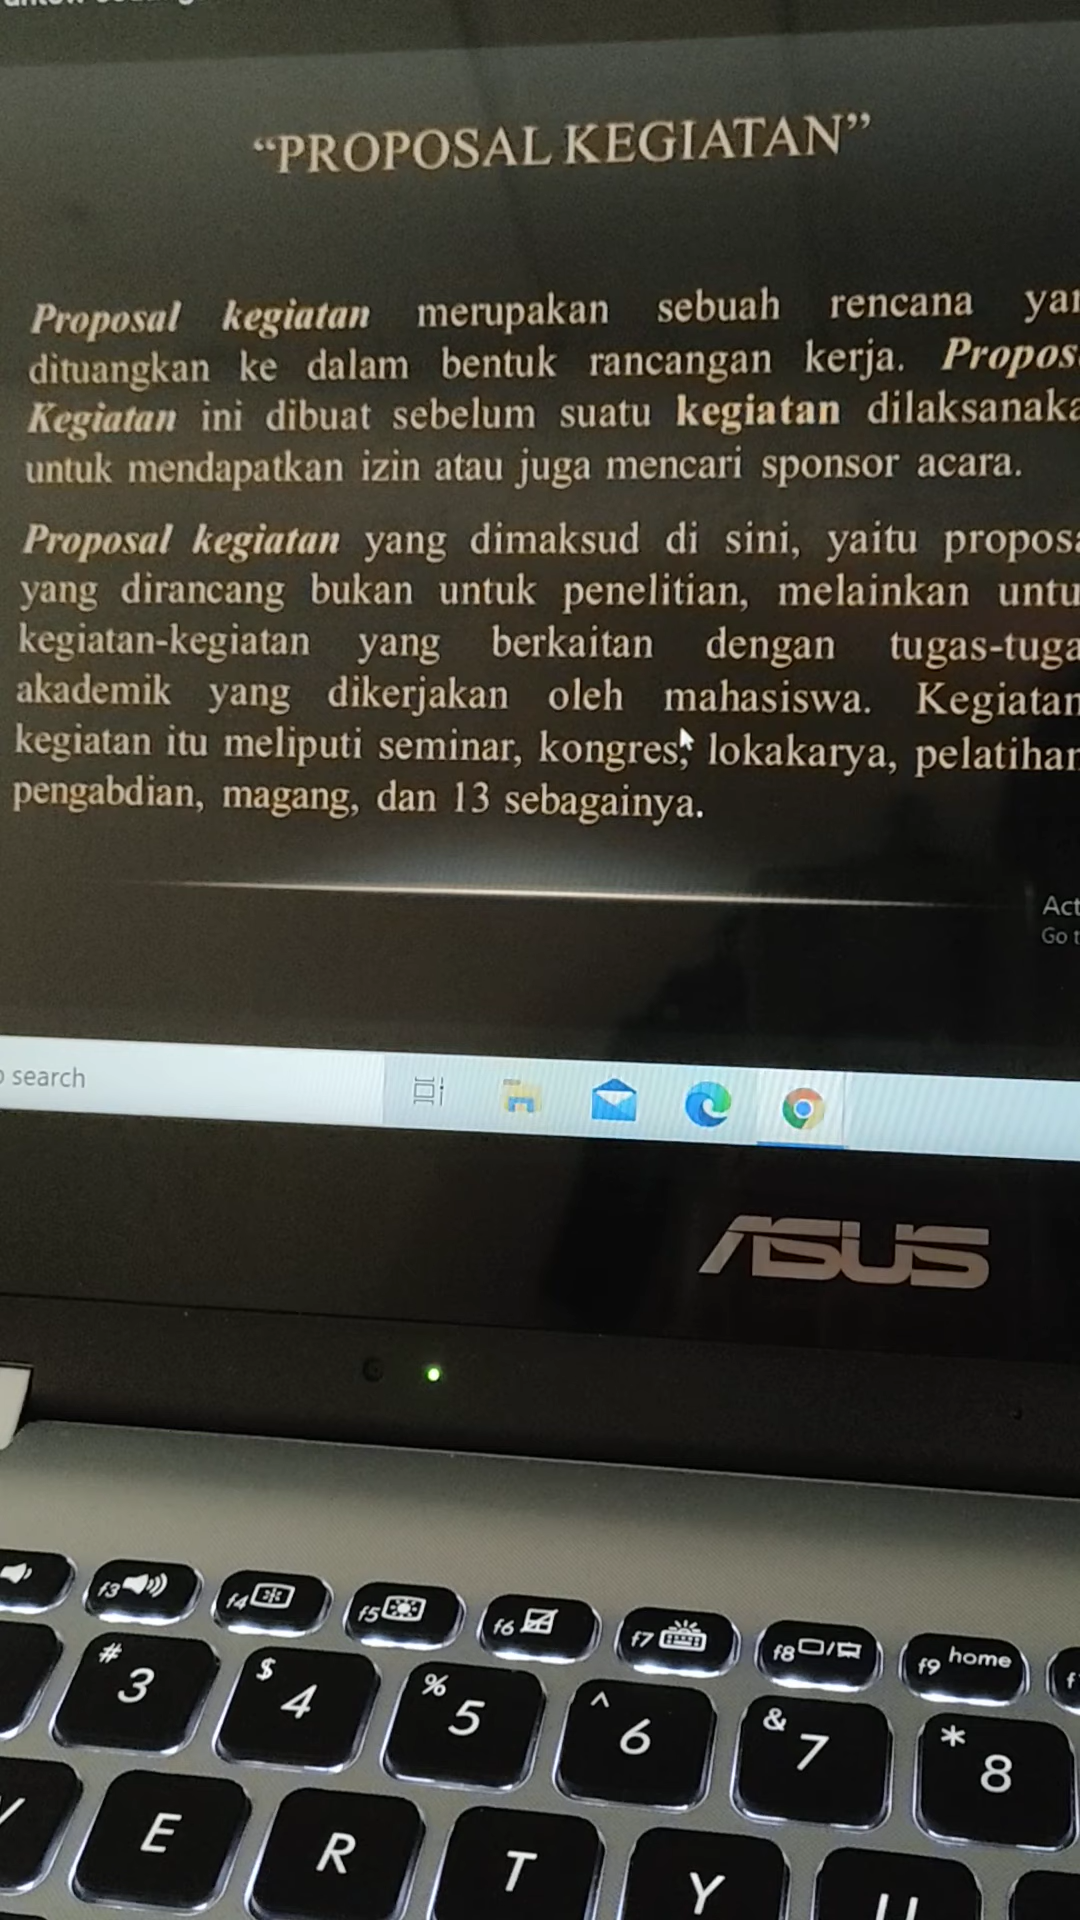 “PROPOSAL KEGIATAN”
Proposal kegiatan merupakan sebuah rencana
dituangkan ke dalam bentuk rancangan kerja.
Kegiatan ini dibuat sebelum suatu kegiatan
untuk mendapatkan izin atau juga mencari sponsor acara.
Proposal kegiatan yang dimaksud di sini, yaitu
yang dirancang bukan untuk penelitian, melainkan
kegiatan-kegiatan yang berkaitan dengan
akademik yang dikerjakan oleh mahasiswa.
kegiatan itu meliputi seminar, kongres, lokakarya,
pengabdian, magang, dan 13 sebagainya.
Go
search
ASUS
f3 f4 f5 f6 f7 f8 f9 home
# 3 $ 4 % 5 ^ 6 & 7 * 8
E R T Y U